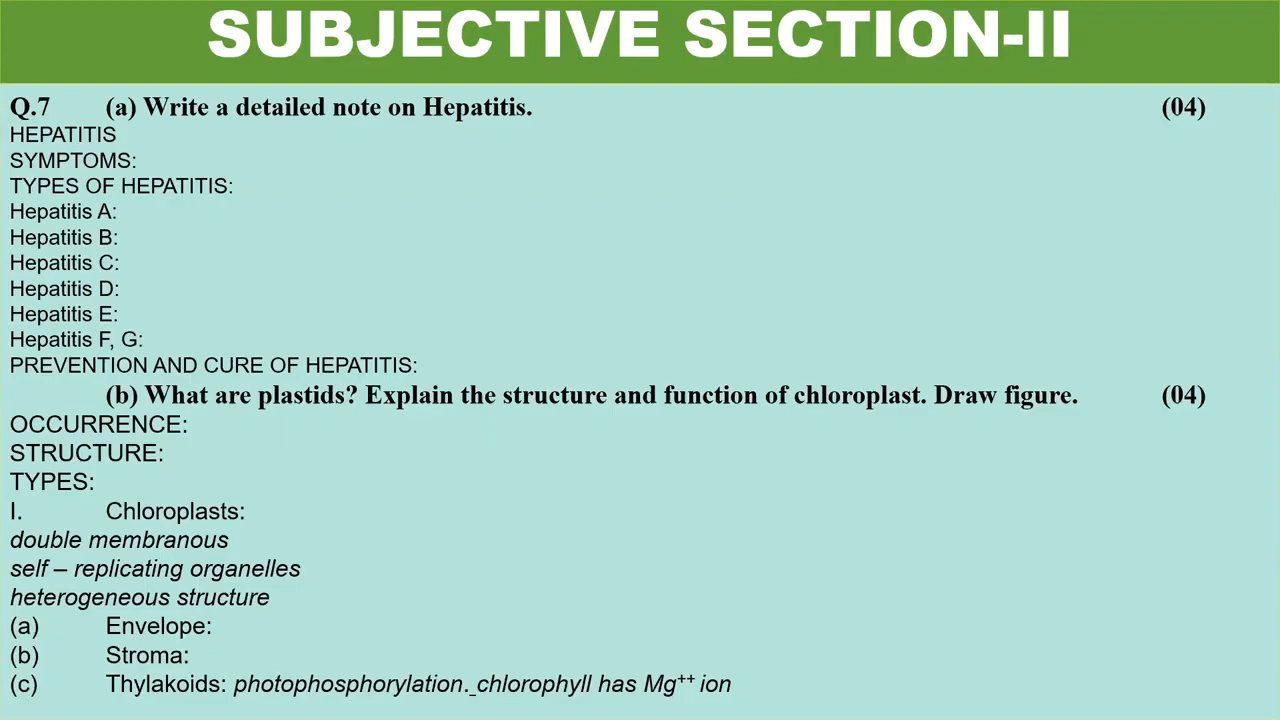 SUBJECTIVE SECTION-II
Q.7 (a) Write a detailed note on Hepatitis. (04)
HEPATITIS
SYMPTOMS:
TYPES OF HEPATITIS:
Hepatitis A:
Hepatitis B:
Hepatitis C:
Hepatitis D:
Hepatitis E:
Hepatitis F, G:
PREVENTION AND CURE OF HEPATITIS:
(b) What are plastids? Explain the structure and function of chloroplast. Draw figure. (04)
OCCURRENCE:
STRUCTURE:
TYPES:
I. Chloroplasts:
double membranous
self – replicating organelles
heterogeneous structure
(a) Envelope:
(b) Stroma:
(c) Thylakoids: photophosphorylation. chlorophyll has Mg⁺⁺ ion